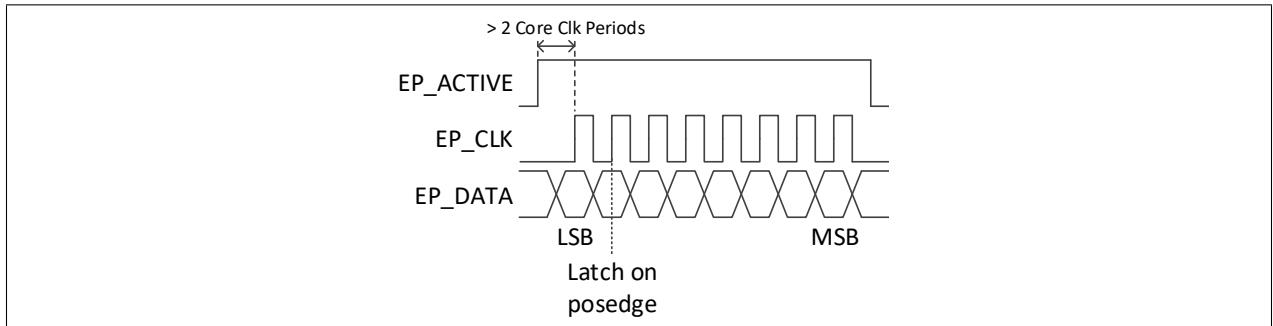 > 2 Core Clk Periods
EP_ACTIVE
EP_CLK
EP_DATA
LSB
MSB
Latch on
posedge